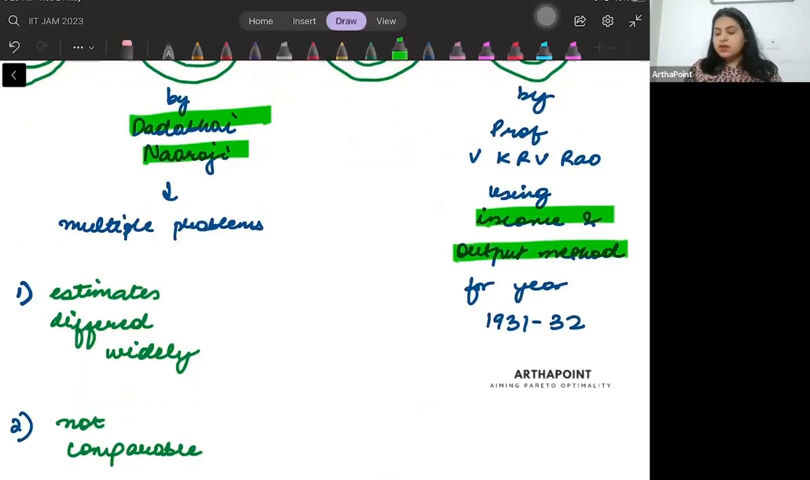 IIT JAM 2023
Home Insert Draw View
ArthaPoint
by
Dadabhai
Naoroji
multiple problems
1) estimates
differed
widely
2) not
comparable
by
Prof
V K R V Rao
using
income &
output method
for year
1931-32
ARTHAPOINT
AIMING PARETO OPTIMALITY